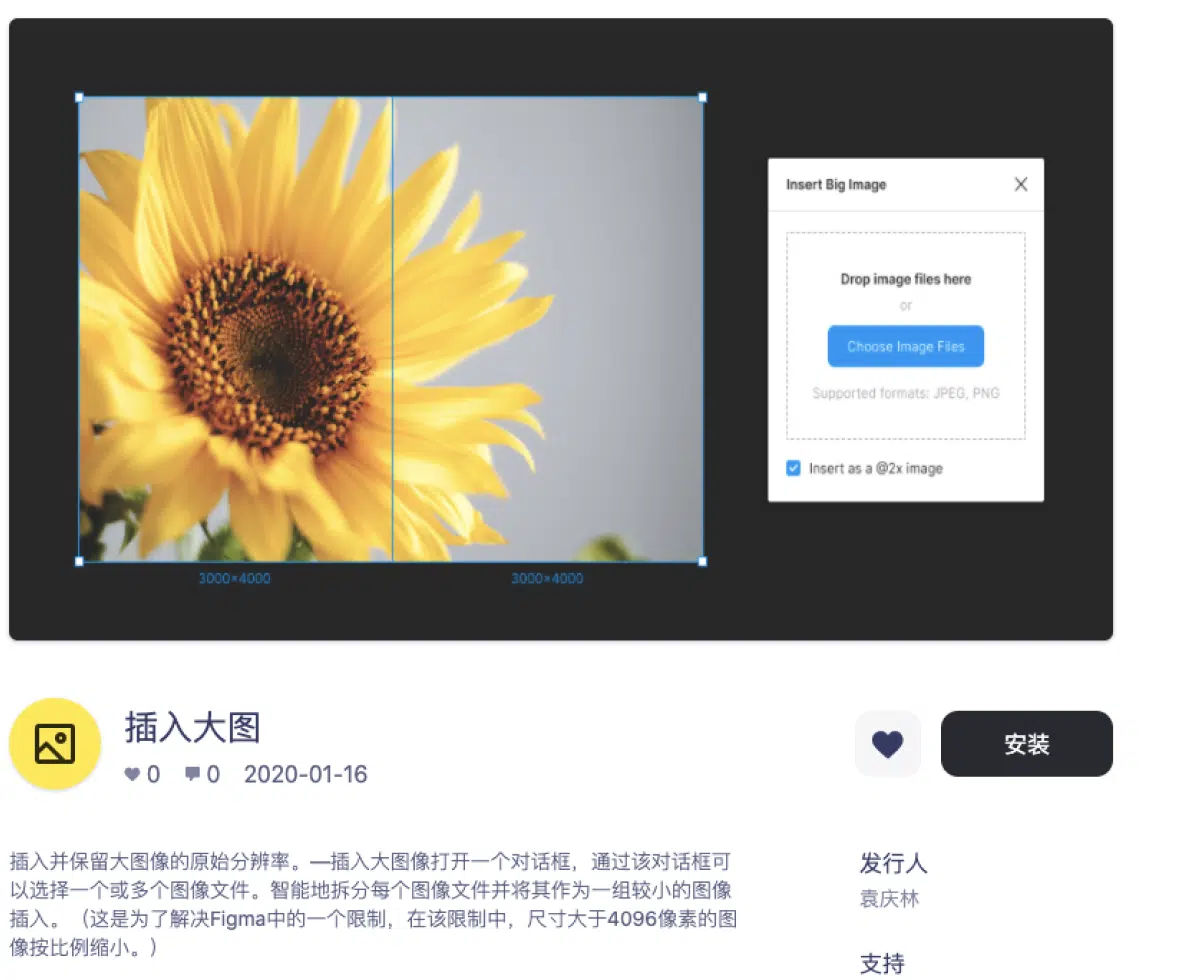 Insert Big Image
Drop image files here
or
Choose Image Files
Supported formats: JPEG, PNG
Insert as a @2x image
3000×4000
3000×4000
插入大图
0 0 2020-01-16
安装
插入并保留大图像的原始分辨率。—插入大图像打开一个对话框，通过该对话框可
以选择一个或多个图像文件。智能地拆分每个图像文件并将其作为一组较小的图像
插入。（这是为了解决Figma中的一个限制，在该限制中，尺寸大于4096像素的图
像按比例缩小。）
发行人
袁庆林
支持